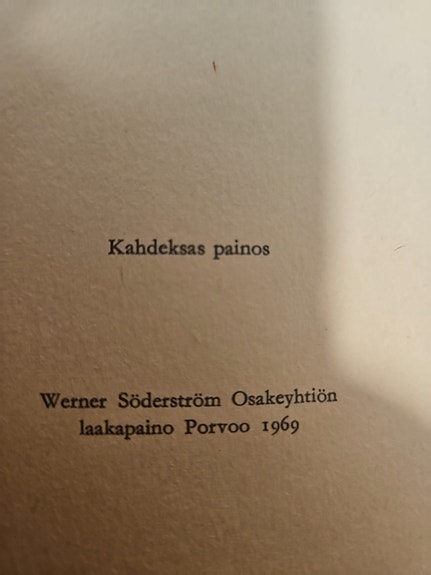 Kahdeksas painos
Werner Söderström Osakeyhtiön
laakapaino Porvoo 1969